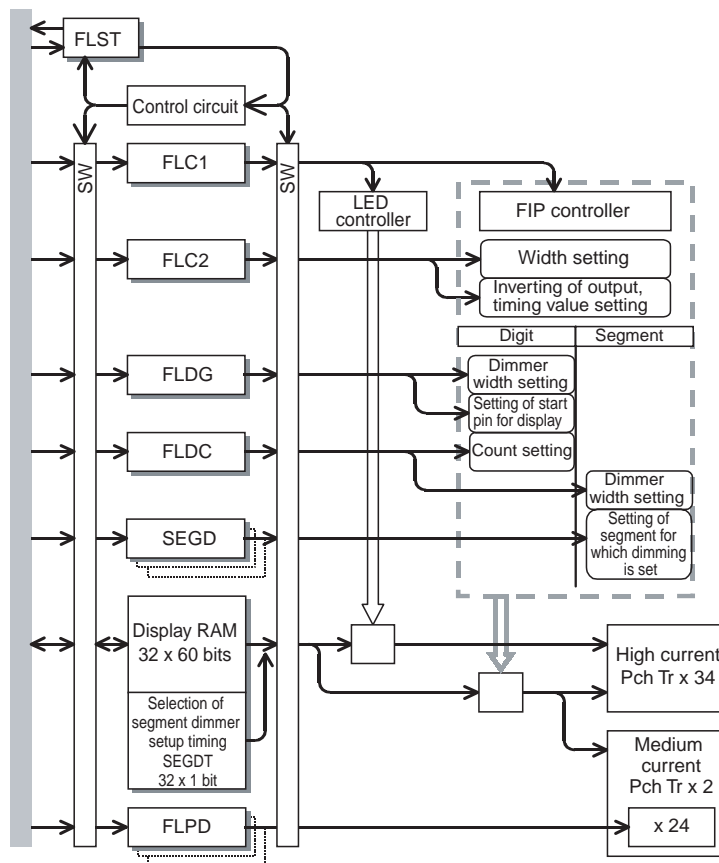 FLST
Control circuit
SW
SW
FLC1
LED
controller
FIP controller
FLC2
Width setting
Inverting of output,
timing value setting
Digit
Segment
FLDG
Dimmer
width setting
Setting of start
pin for display
FLDC
Count setting
Dimmer
width setting
SEGD
Setting of
segment for
which dimming
is set
Display RAM
32 x 60 bits
High current
Pch Tr x 34
Selection of
segment dimmer
setup timing
SEGDT
32 x 1 bit
Medium
current
Pch Tr x 2
FLPD
x 24